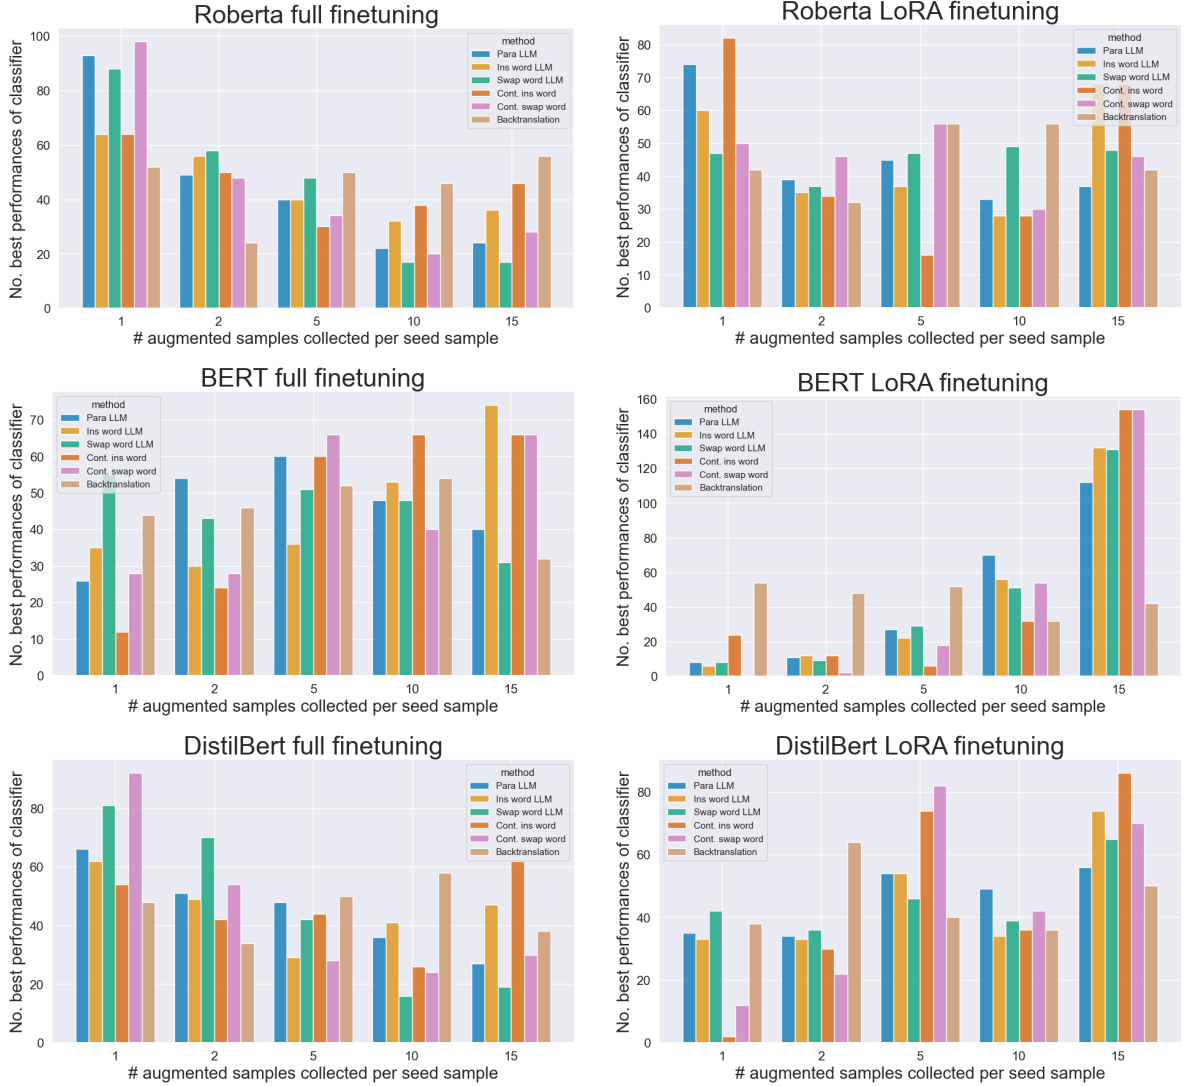 Roberta full finetuning
No. best performances of classifier
100
80
60
40
20
0
method
Para LLM
Ins word LLM
Swap word LLM
Cont. ins word
Cont. swap word
Backtranslation
1 2 5 10 15
# augmented samples collected per seed sample
Roberta LoRA finetuning
No. best performances of classifier
80
70
60
50
40
30
20
10
0
method
Para LLM
Ins word LLM
Swap word LLM
Cont. ins word
Cont. swap word
Backtranslation
1 2 5 10 15
# augmented samples collected per seed sample
BERT full finetuning
No. best performances of classifier
70
60
50
40
30
20
10
0
method
Para LLM
Ins word LLM
Swap word LLM
Cont. ins word
Cont. swap word
Backtranslation
1 2 5 10 15
# augmented samples collected per seed sample
BERT LoRA finetuning
No. best performances of classifier
160
140
120
100
80
60
40
20
0
method
Para LLM
Ins word LLM
Swap word LLM
Cont. ins word
Cont. swap word
Backtranslation
1 2 5 10 15
# augmented samples collected per seed sample
DistilBert full finetuning
No. best performances of classifier
80
60
40
20
0
method
Para LLM
Ins word LLM
Swap word LLM
Cont. ins word
Cont. swap word
Backtranslation
1 2 5 10 15
# augmented samples collected per seed sample
DistilBert LoRA finetuning
No. best performances of classifier
80
60
40
20
0
method
Para LLM
Ins word LLM
Swap word LLM
Cont. ins word
Cont. swap word
Backtranslation
1 2 5 10 15
# augmented samples collected per seed sample